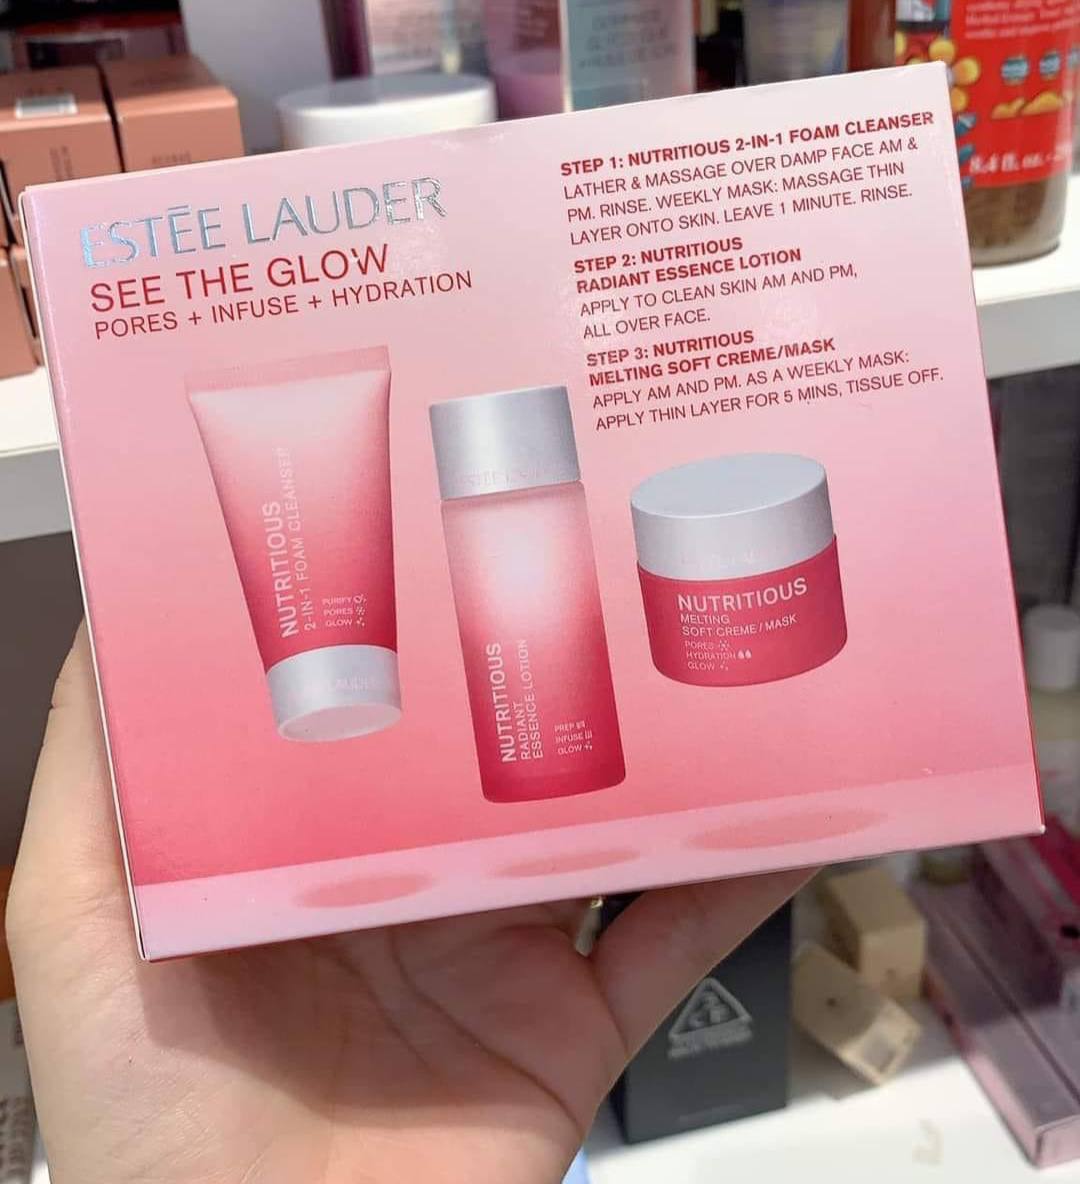 ESTĒE LAUDER
SEE THE GLOW
PORES + INFUSE + HYDRATION
STEP 1: NUTRITIOUS 2-IN-1 FOAM CLEANSER
LATHER & MASSAGE OVER DAMP FACE AM &
PM. RINSE. WEEKLY MASK: MASSAGE THIN
LAYER ONTO SKIN. LEAVE 1 MINUTE. RINSE.
STEP 2: NUTRITIOUS
RADIANT ESSENCE LOTION
APPLY TO CLEAN SKIN AM AND PM,
ALL OVER FACE.
STEP 3: NUTRITIOUS
MELTING SOFT CREME/MASK
APPLY AM AND PM. AS A WEEKLY MASK:
APPLY THIN LAYER FOR 5 MINS, TISSUE OFF.
NUTRITIOUS
2-IN-1 FOAM CLEANSER
PURIFY
PORES
GLOW
LAUDER
NUTRITIOUS
RADIANT
ESSENCE LOTION
PREP
INFUSE
GLOW
NUTRITIOUS
MELTING
SOFT CREME / MASK
PORES
HYDRATION
GLOW
8.4 fl. oz.